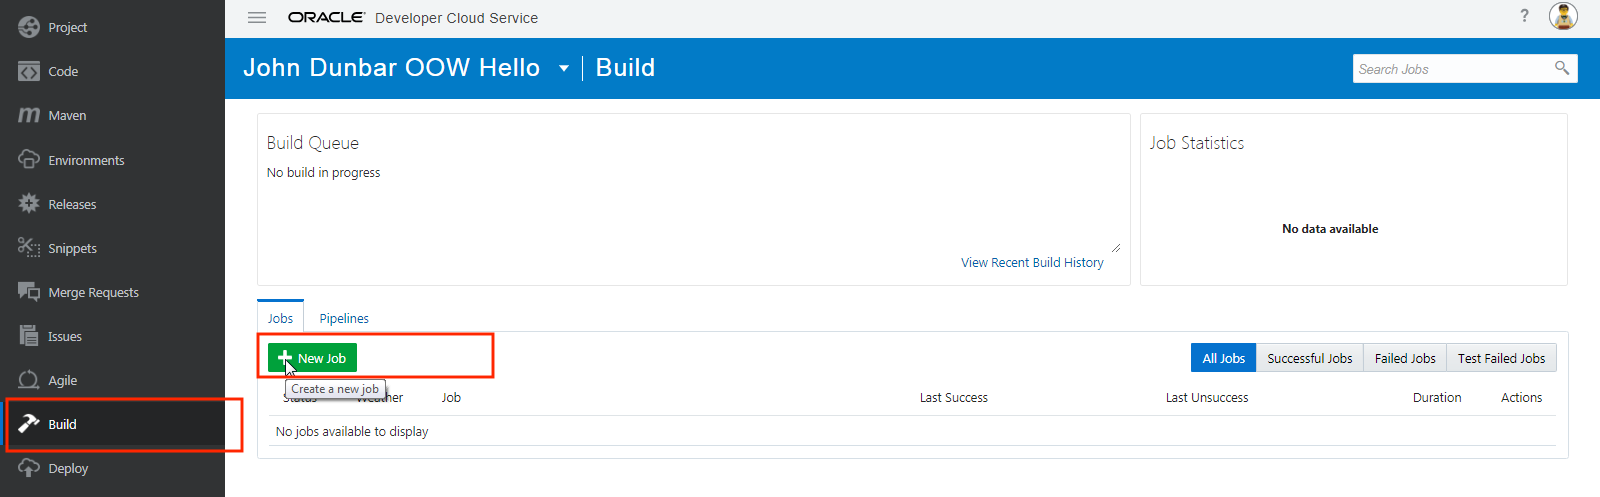 Project
Code
Maven
Environments
Releases
Snippets
Merge Requests
Issues
Agile
Build
Deploy
ORACLE Developer Cloud Service ?
John Dunbar OOW Hello Build
Search Jobs
Build Queue
No build in progress
View Recent Build History
Job Statistics
No data available
Jobs Pipelines
New Job
All Jobs Successful Jobs Failed Jobs Test Failed Jobs
Create a new job
Status Weather Job Last Success Last Unsuccess Duration Actions
No jobs available to display